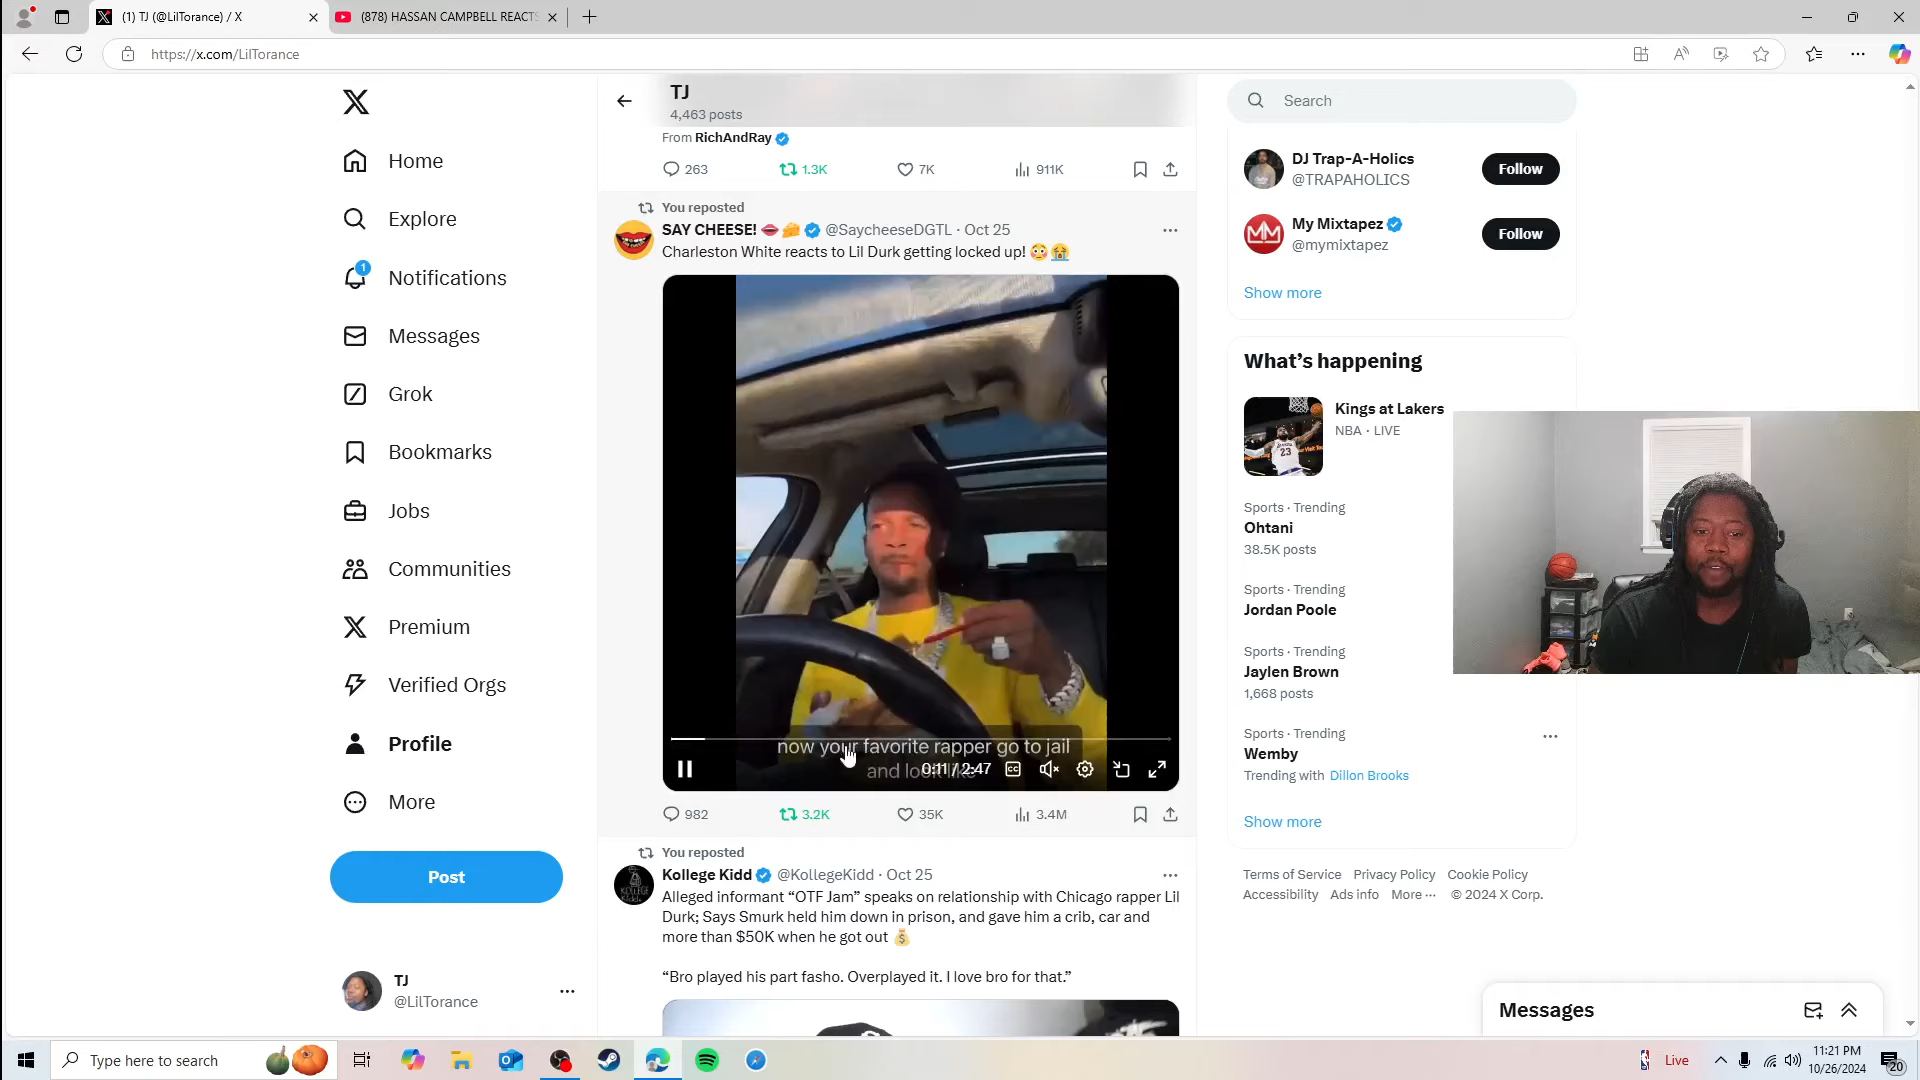 (1) TJ (@LilTorance) / X
(878) HASSAN CAMPBELL REACTS
https://x.com/LilTorance
Home
Explore
1
Notifications
Messages
Grok
Bookmarks
Jobs
Communities
Premium
Verified Orgs
Profile
More
Post
TJ
@LilTorance
TJ
4,463 posts
From RichAndRay
263 1.3K 7K 911K
You reposted
SAY CHEESE! 👄🧀 @SaycheeseDGTL · Oct 25
Charleston White reacts to Lil Durk getting locked up! 😳😭
now your favorite rapper go to jail
and look like
0:11 / 2:47
982 3.2K 35K 3.4M
You reposted
Kollege Kidd @KollegeKidd · Oct 25
Alleged informant “OTF Jam” speaks on relationship with Chicago rapper Lil
Durk; Says Smurk held him down in prison, and gave him a crib, car and
more than $50K when he got out 💰
“Bro played his part fasho. Overplayed it. I love bro for that.”
Search
DJ Trap-A-Holics
@TRAPAHOLICS
Follow
My Mixtapez
@mymixtapez
Follow
Show more
What’s happening
Kings at Lakers
NBA · LIVE
23
Sports · Trending
Ohtani
38.5K posts
Sports · Trending
Jordan Poole
Sports · Trending
Jaylen Brown
1,668 posts
Sports · Trending
Wemby
Trending with Dillon Brooks
Show more
Terms of Service Privacy Policy Cookie Policy
Accessibility Ads info More ··· © 2024 X Corp.
Messages
Type here to search
Live
11:21 PM
10/26/2024
20